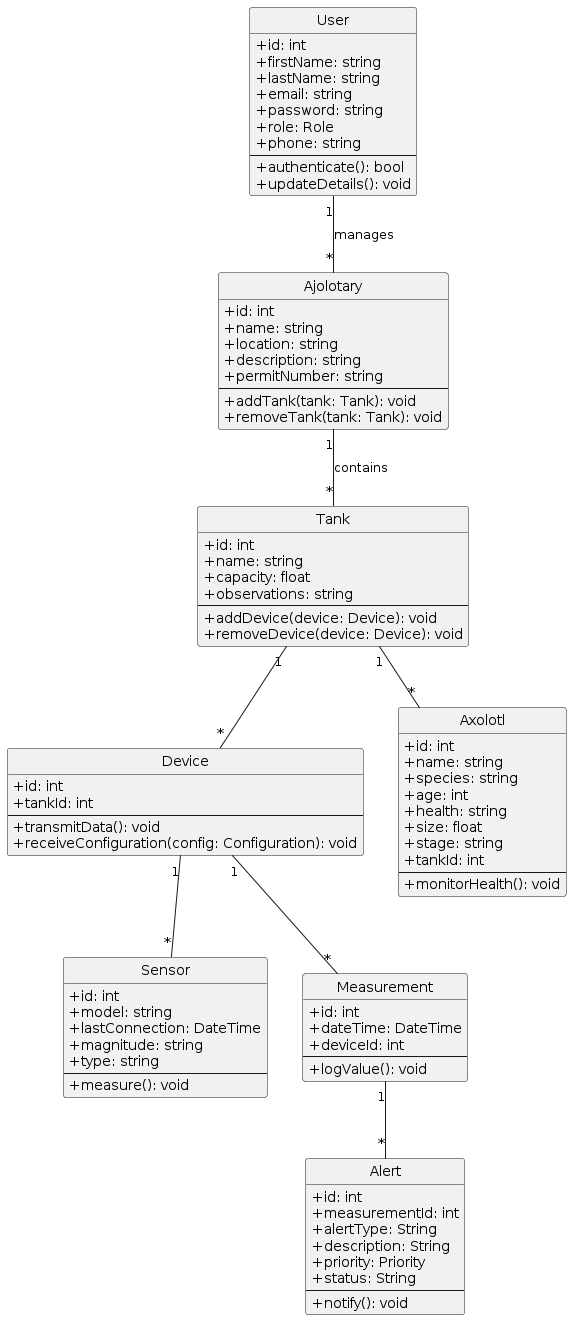 User
+id: int
+firstName: string
+lastName: string
+email: string
+password: string
+role: Role
+phone: string
+authenticate(): bool
+updateDetails(): void
1
manages
*
Ajolotary
+id: int
+name: string
+location: string
+description: string
+permitNumber: string
+addTank(tank: Tank): void
+removeTank(tank: Tank): void
1
contains
*
Tank
+id: int
+name: string
+capacity: float
+observations: string
+addDevice(device: Device): void
+removeDevice(device: Device): void
1 1
* *
Device
+id: int
+tankId: int
+transmitData(): void
+receiveConfiguration(config: Configuration): void
Axolotl
+id: int
+name: string
+species: string
+age: int
+health: string
+size: float
+stage: string
+tankId: int
+monitorHealth(): void
1 1
* *
Sensor
+id: int
+model: string
+lastConnection: DateTime
+magnitude: string
+type: string
+measure(): void
Measurement
+id: int
+dateTime: DateTime
+deviceId: int
+logValue(): void
1
*
Alert
+id: int
+measurementId: int
+alertType: String
+description: String
+priority: Priority
+status: String
+notify(): void